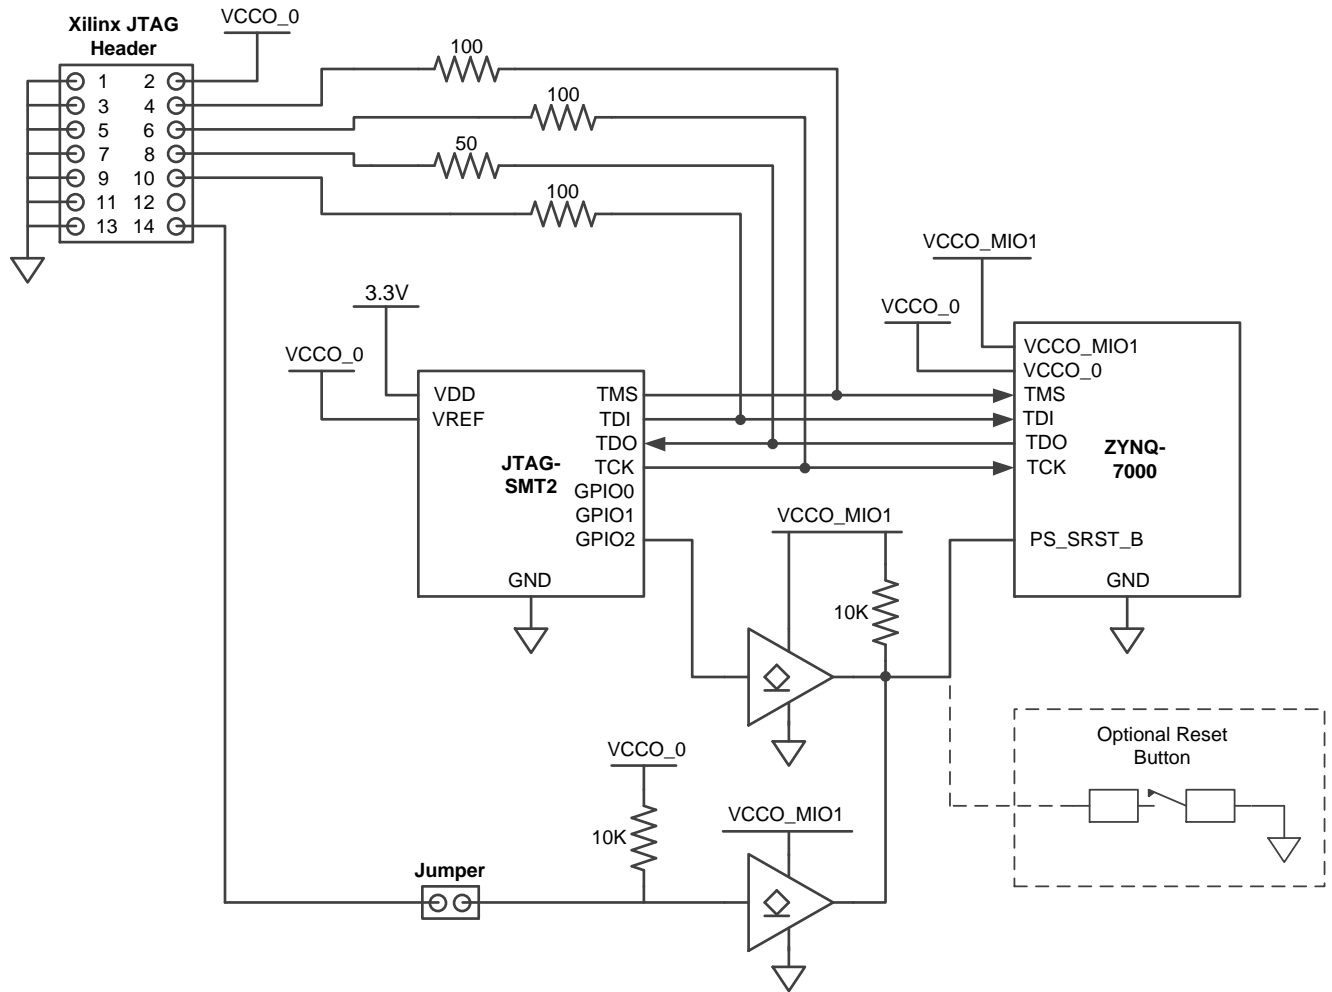 Xilinx JTAG
Header
VCCO_0
1 2
3 4
5 6
7 8
9 10
11 12
13 14
100
100
50
100
VCCO_MIO1
VCCO_0
3.3V
VCCO_0
VDD
VREF
TMS
TDI
TDO
TCK
GPIO0
GPIO1
GPIO2
JTAG-
SMT2
GND
VCCO_MIO1
VCCO_0
TMS
TDI
TDO
TCK
ZYNQ-
7000
PS_SRST_B
GND
VCCO_MIO1
10K
Optional Reset
Button
VCCO_0
10K
VCCO_MIO1
Jumper